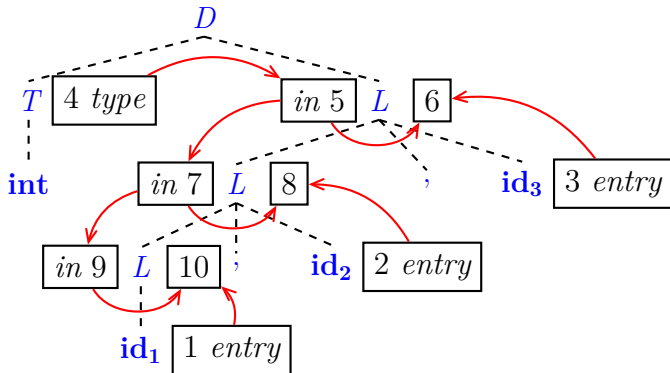 D
T 4 type in 5 L 6
int in 7 L 8 , id3 3 entry
in 9 L 10 , id2 2 entry
id1 1 entry